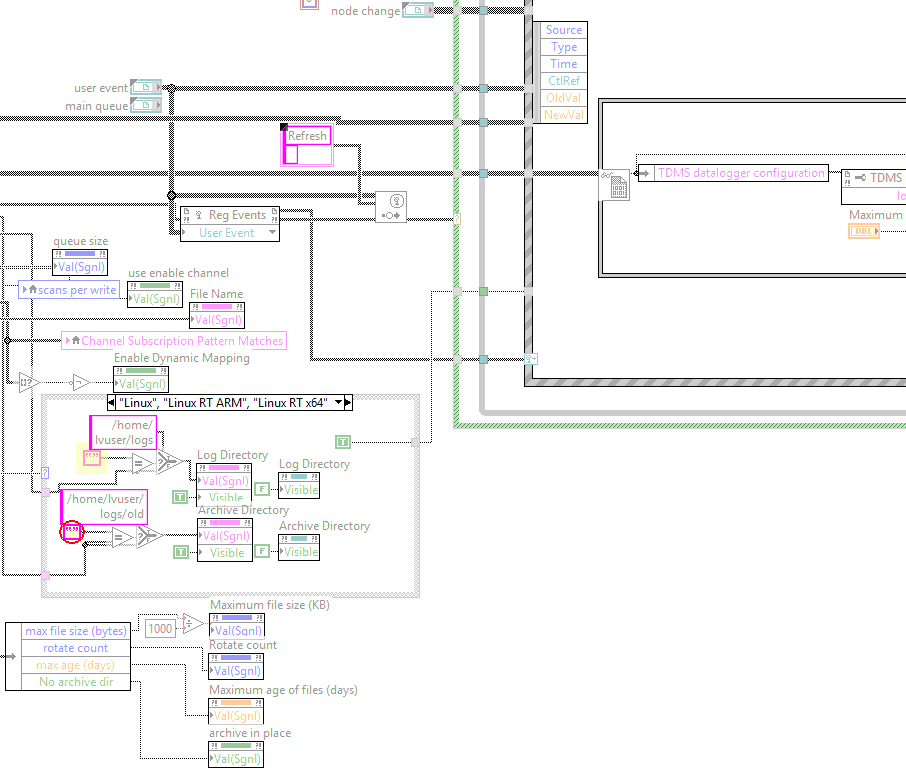 node change
Source
Type
Time
CtlRef
OldVal
NewVal
user event
main queue
Refresh
TDMS datalogger configuration
TDMS
lo
Maximum
DBL
Reg Events
User Event
queue size
Val(Sgnl)
scans per write
use enable channel
Val(Sgnl)
File Name
Val(Sgnl)
Channel Subscription Pattern Matches
Enable Dynamic Mapping
Val(Sgnl)
"Linux", "Linux RT ARM", "Linux RT x64"
/home/
lvuser/logs
T
Log Directory
Val(Sgnl)
T
Visible
F
Log Directory
Visible
/home/lvuser/
logs/old
Archive Directory
Val(Sgnl)
T
Visible
F
Archive Directory
Visible
Maximum file size (KB)
max file size (bytes)
1000
Val(Sgnl)
rotate count
Rotate count
Val(Sgnl)
max age (days)
No archive dir
Maximum age of files (days)
Val(Sgnl)
archive in place
Val(Sgnl)